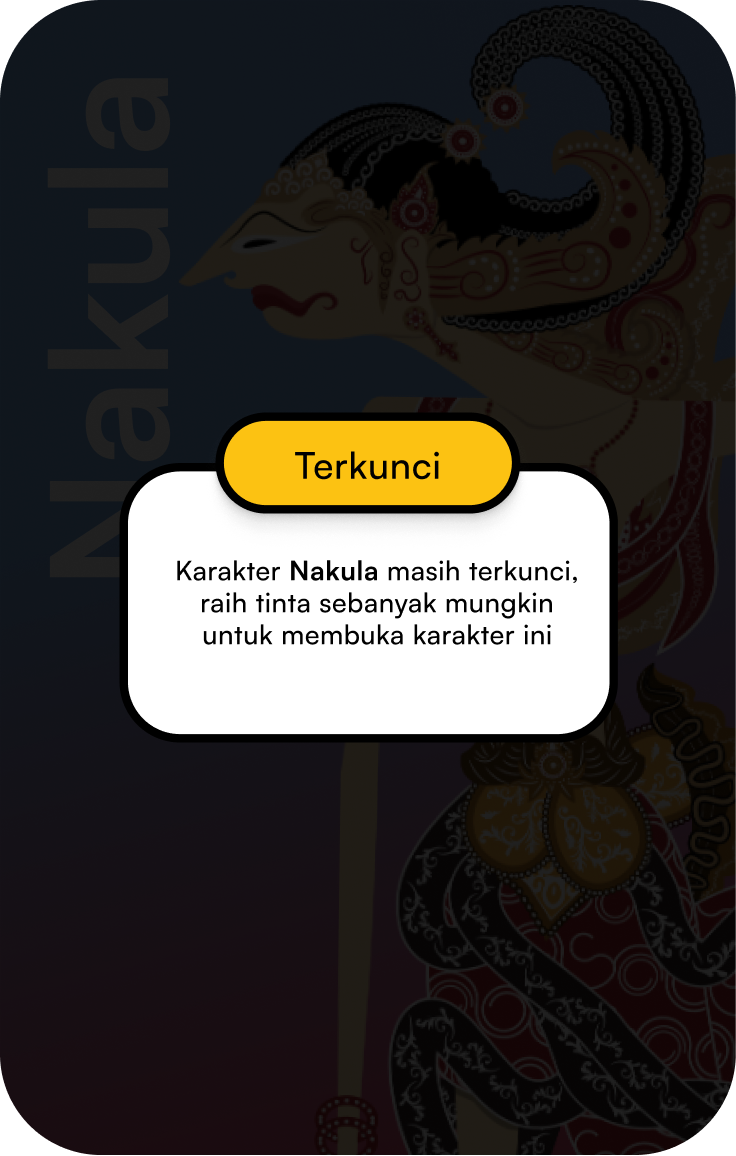 Nakula
Terkunci
Karakter Nakula masih terkunci,
raih tinta sebanyak mungkin
untuk membuka karakter ini